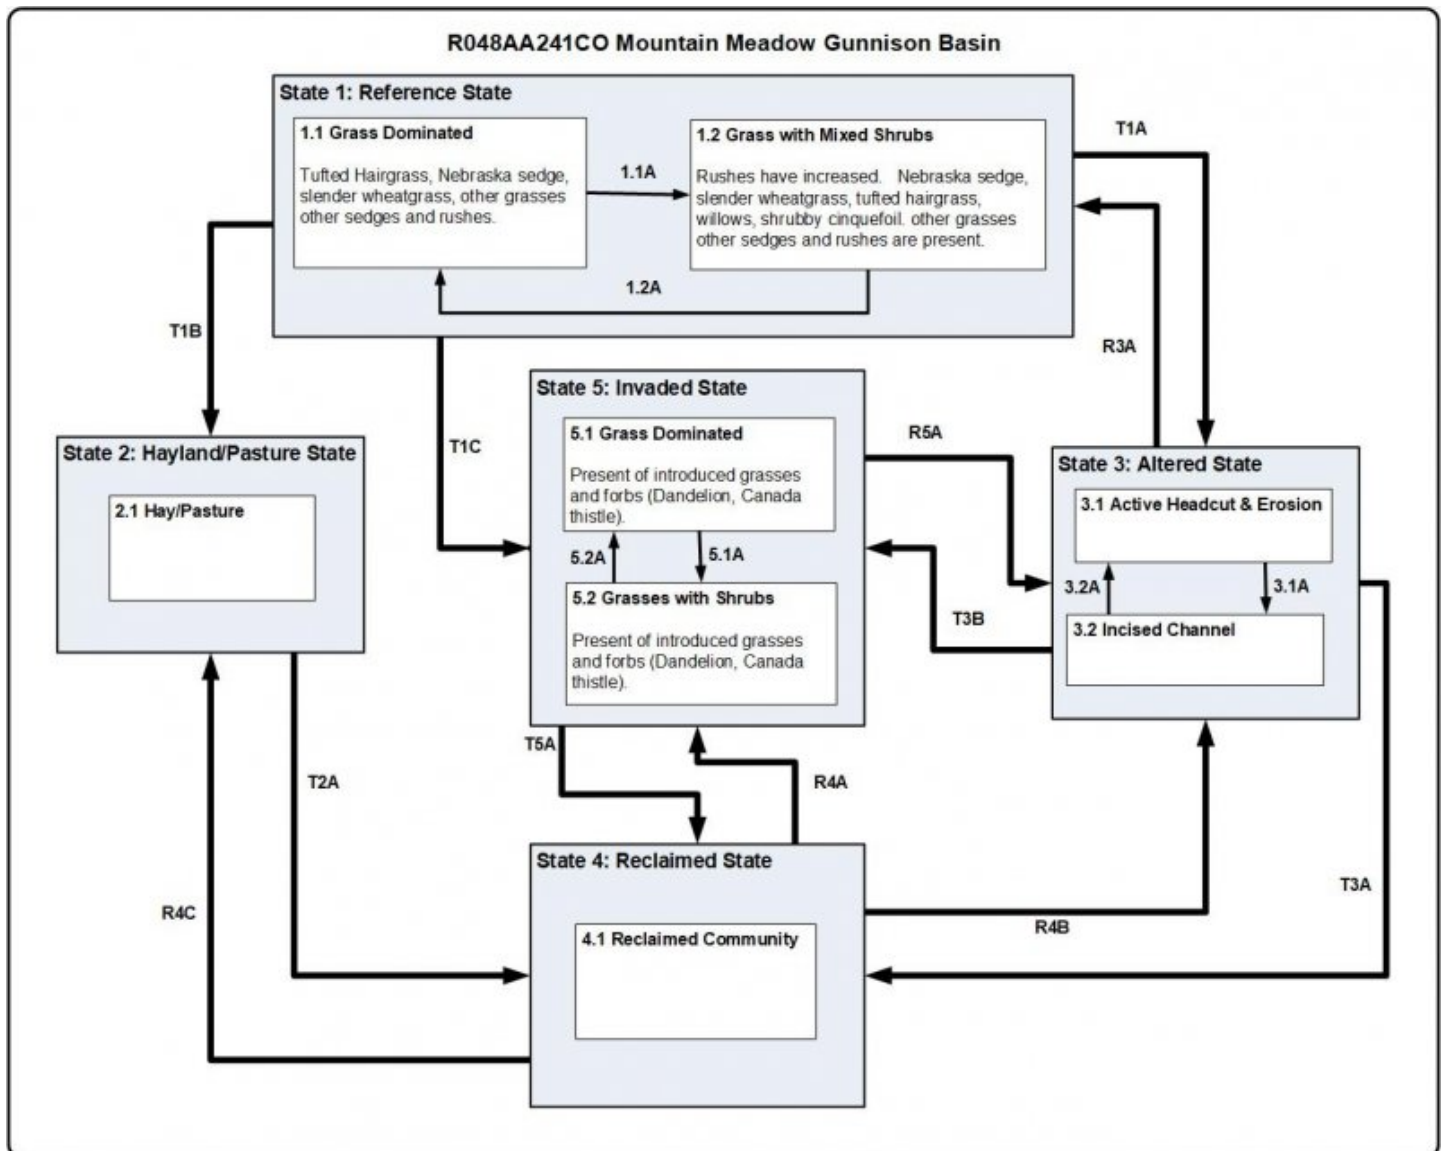 R048AA241CO Mountain Meadow Gunnison Basin
State 1: Reference State
1.1 Grass Dominated
Tufted Hairgrass, Nebraska sedge,
slender wheatgrass, other grasses
other sedges and rushes.
1.1A
1.2 Grass with Mixed Shrubs
Rushes have increased.   Nebraska sedge,
slender wheatgrass, tufted hairgrass,
willows, shrubby cinquefoil. other grasses
other sedges and rushes are present.
1.2A
T1A
T1B
R3A
T1C
State 5: Invaded State
5.1 Grass Dominated
Present of introduced grasses
and forbs (Dandelion, Canada
thistle).
5.2A
5.1A
5.2 Grasses with Shrubs
Present of introduced grasses
and forbs (Dandelion, Canada
thistle).
R5A
State 2: Hayland/Pasture State
2.1 Hay/Pasture
State 3: Altered State
3.1 Active Headcut & Erosion
3.2A
3.1A
3.2 Incised Channel
T3B
T5A
R4A
T2A
State 4: Reclaimed State
4.1 Reclaimed Community
R4C
R4B
T3A